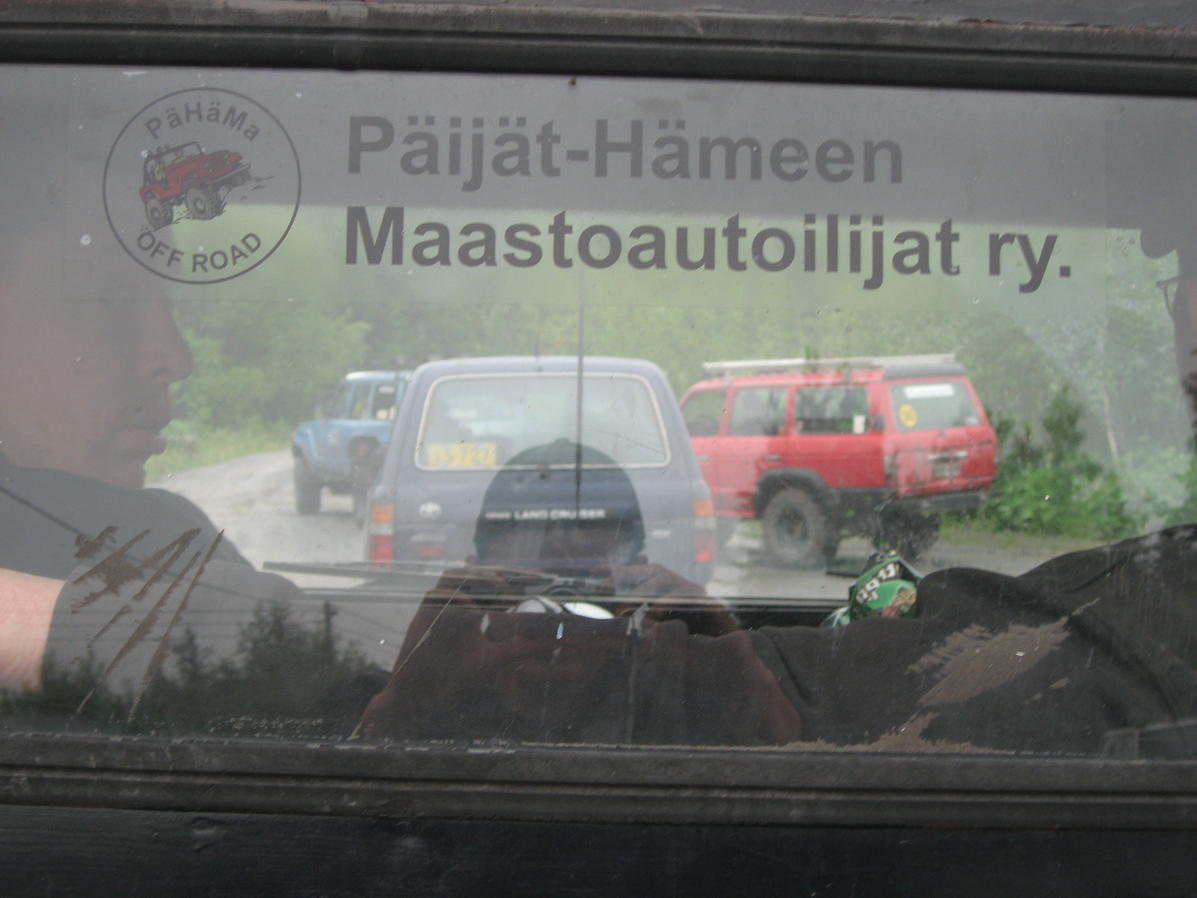 PäHäMa
OFF ROAD
Päijät-Hämeen
Maastoautoilijat ry.
LAND CRUISER